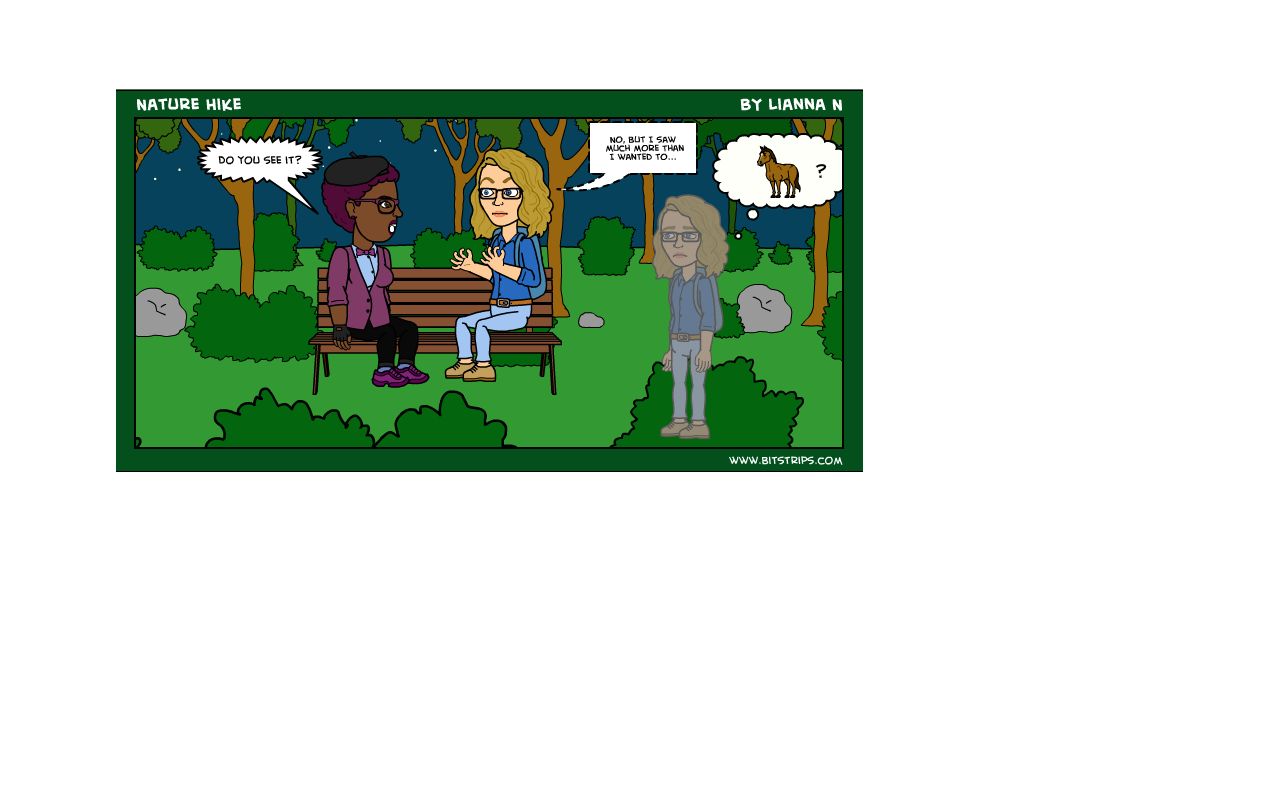 NATURE HIKE
BY LIANNA N
DO YOU SEE IT?
NO, BUT I SAW
MUCH MORE THAN
I WANTED TO...
?
WWW.BITSTRIPS.COM